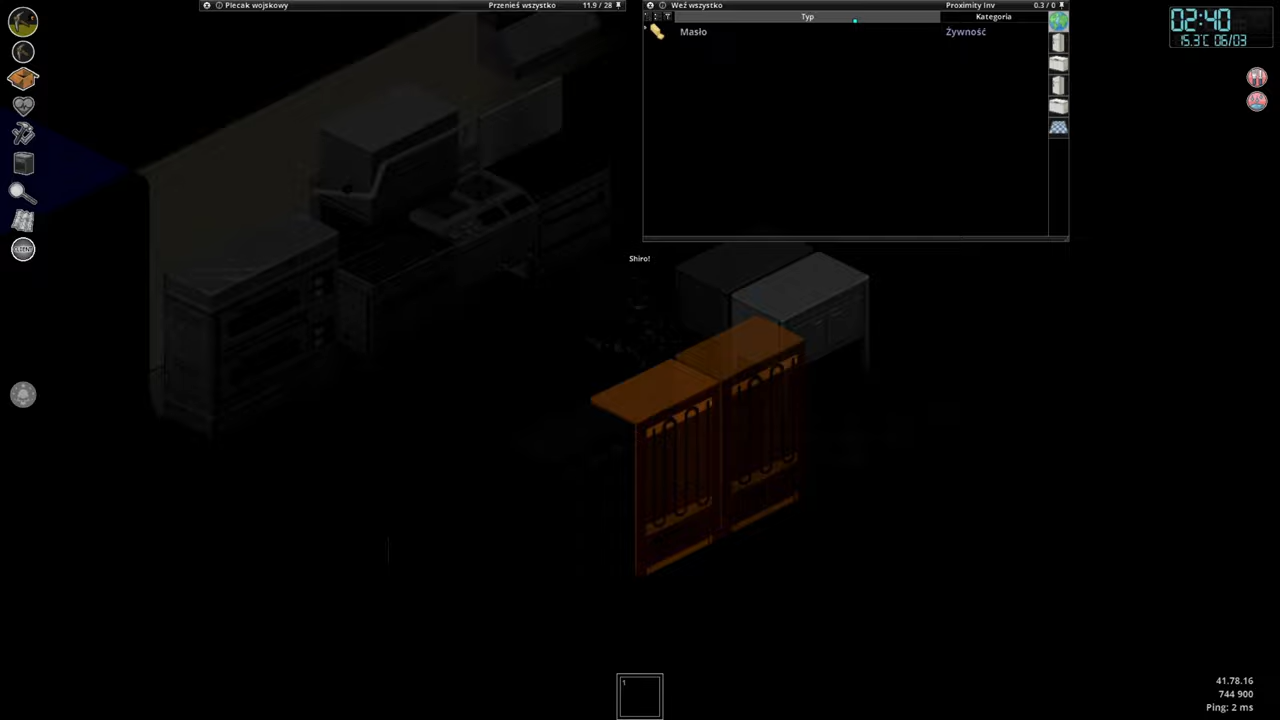 Plecak wojskowy Przenieś wszystko 11.9 / 28
Weź wszystko Proximity Inv 0.3 / 0
Typ Kategoria
Masło Żywność
02:40
15.3°C 06/03
Shiro!
1
41.78.16
744 900
Ping: 2 ms